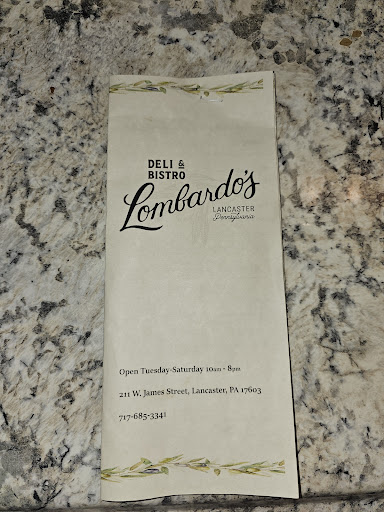 DELI &
BISTRO
Lombardo's
LANCASTER
Pennsylvania
Open Tuesday-Saturday 10am - 8pm
211 W. James Street, Lancaster, PA 17603
717-685-3341